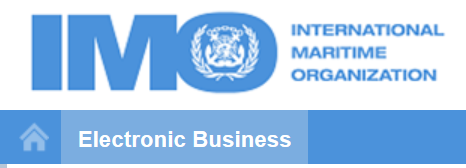 IMO
INTERNATIONAL
MARITIME
ORGANIZATION
Electronic Business